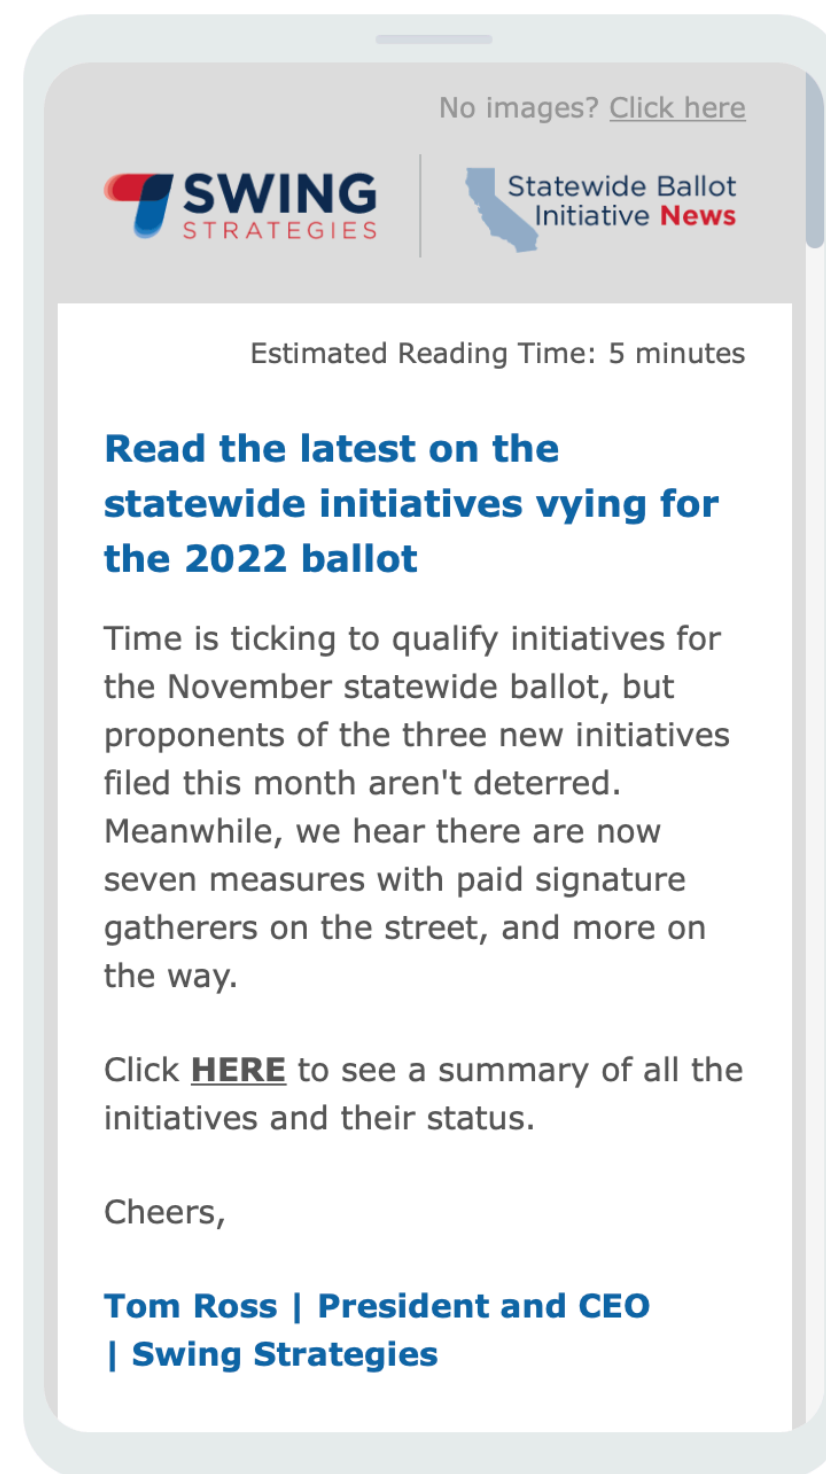 No images? Click here
SWING
STRATEGIES
Statewide Ballot
Initiative News
Estimated Reading Time: 5 minutes
Read the latest on the
statewide initiatives vying for
the 2022 ballot
Time is ticking to qualify initiatives for
the November statewide ballot, but
proponents of the three new initiatives
filed this month aren't deterred.
Meanwhile, we hear there are now
seven measures with paid signature
gatherers on the street, and more on
the way.
Click HERE to see a summary of all the
initiatives and their status.
Cheers,
Tom Ross | President and CEO
| Swing Strategies